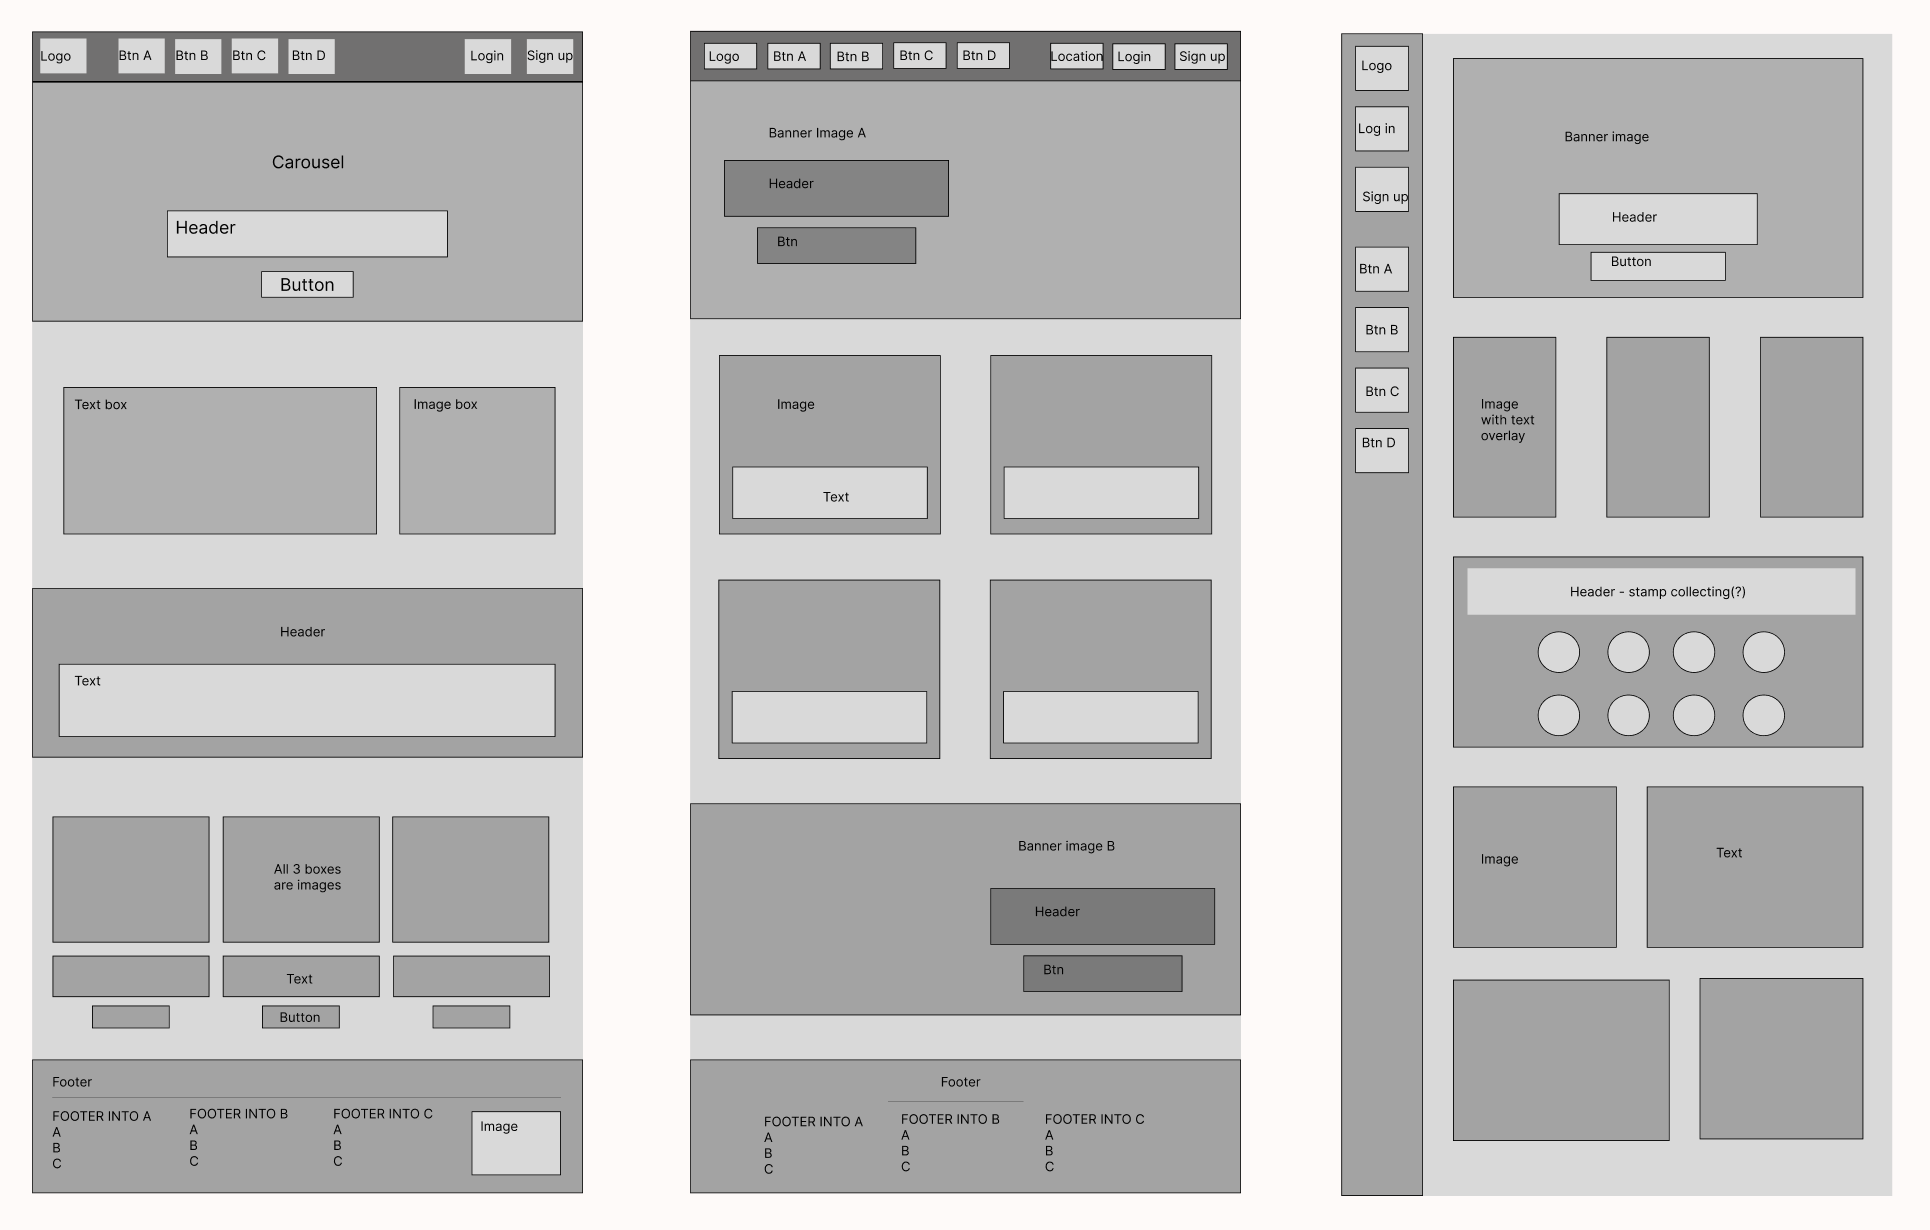 Logo
Btn A
Btn B
Btn C
Btn D
Login
Sign up
Carousel
Header
Button
Text box
Image box
Header
Text
All 3 boxes
are images
Text
Button
Footer
FOOTER INTO A
A
B
C
FOOTER INTO B
A
B
C
FOOTER INTO C
A
B
C
Image
Logo
Btn A
Btn B
Btn C
Btn D
Location
Login
Sign up
Banner Image A
Header
Btn
Image
Text
Banner image B
Header
Btn
Footer
FOOTER INTO A
A
B
C
FOOTER INTO B
A
B
C
FOOTER INTO C
A
B
C
Logo
Log in
Sign up
Btn A
Btn B
Btn C
Btn D
Banner image
Header
Button
Image
with text
overlay
Header - stamp collecting(?)
Image
Text